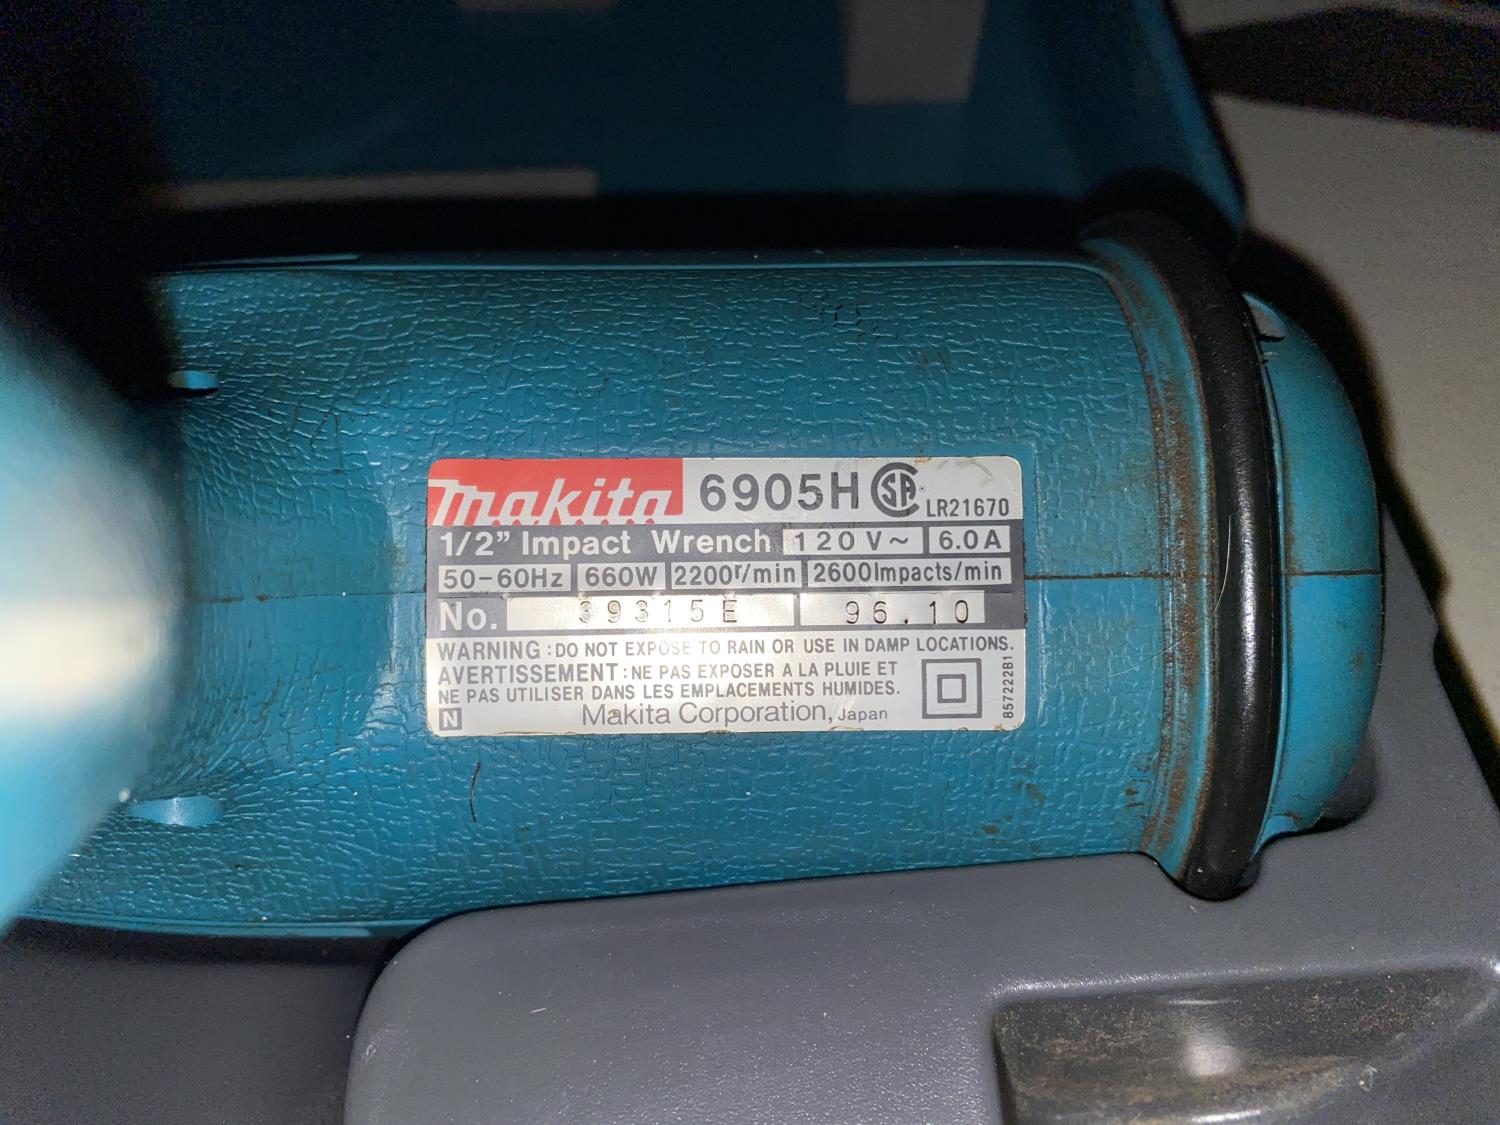 makita 6905H CSA LR21670
1/2" Impact Wrench 120V~ 6.0A
50-60Hz 660W 2200r/min 2600Impacts/min
No. 39315E 96.10
WARNING:DO NOT EXPOSE TO RAIN OR USE IN DAMP LOCATIONS.
AVERTISSEMENT:NE PAS EXPOSER A LA PLUIE ET
NE PAS UTILISER DANS LES EMPLACEMENTS HUMIDES.
N Makita Corporation, Japan
857222B1